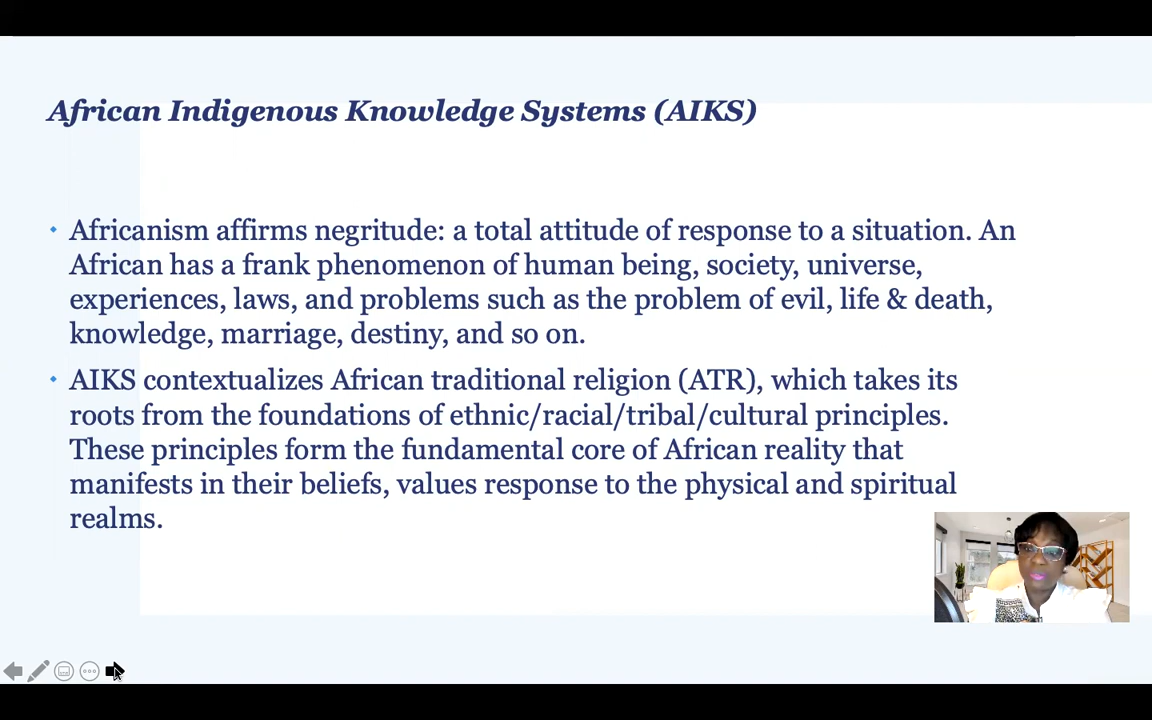 African Indigenous Knowledge Systems (AIKS)
Africanism affirms negritude: a total attitude of response to a situation. An
African has a frank phenomenon of human being, society, universe,
experiences, laws, and problems such as the problem of evil, life & death,
knowledge, marriage, destiny, and so on.
AIKS contextualizes African traditional religion (ATR), which takes its
roots from the foundations of ethnic/racial/tribal/cultural principles.
These principles form the fundamental core of African reality that
manifests in their beliefs, values response to the physical and spiritual
realms.